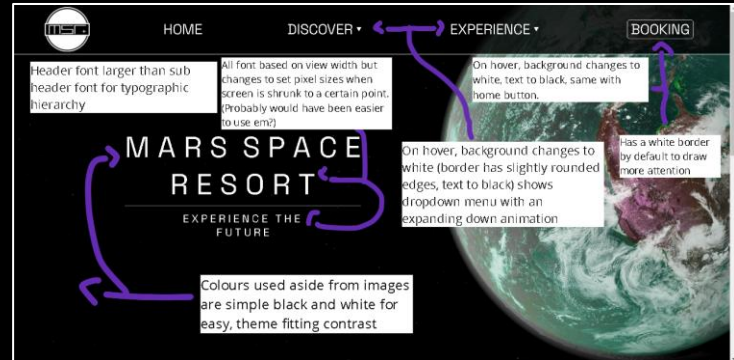 MSC
HOME
DISCOVER ▾
EXPERIENCE ▾
BOOKING
Header font larger than sub
header font for typographic
hierarchy
All font based on view width but
changes to set pixel sizes when
screen is shrunk to a certain point.
(Probably would have been easier
to use em?)
On hover, background changes to
white, text to black, same with
home button.
On hover, background changes to
white (border has slightly rounded
edges, text to black) shows
dropdown menu with an
expanding down animation
Has a white border
by default to draw
more attention
MARS SPACE
RESORT
EXPERIENCE THE
FUTURE
Colours used aside from images
are simple black and white for
easy, theme fitting contrast